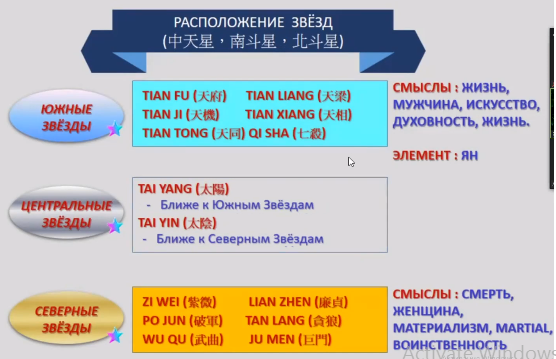 РАСПОЛОЖЕНИЕ ЗВЁЗД
(中天星，南斗星，北斗星)
ЮЖНЫЕ
ЗВЁЗДЫ
TIAN FU (天府) TIAN LIANG (天梁)
TIAN JI (天機) TIAN XIANG (天相)
TIAN TONG (天同) QI SHA (七殺)
СМЫСЛЫ : ЖИЗНЬ,
МУЖЧИНА, ИСКУССТВО,
ДУХОВНОСТЬ, ЖИЗНЬ.
ЭЛЕМЕНТ : ЯН
ЦЕНТРАЛЬНЫЕ
ЗВЁЗДЫ
TAI YANG (太陽)
- Ближе к Южным Звёздам
TAI YIN (太陰)
- Ближе к Северным Звёздам
СЕВЕРНЫЕ
ЗВЁЗДЫ
ZI WEI (紫微) LIAN ZHEN (廉貞)
PO JUN (破軍) TAN LANG (貪狼)
WU QU (武曲) JU MEN (巨門)
СМЫСЛЫ : СМЕРТЬ,
ЖЕНЩИНА,
МАТЕРИАЛИЗМ, MARTIAL,
ВОИНСТВЕННОСТЬ
Activate Windows